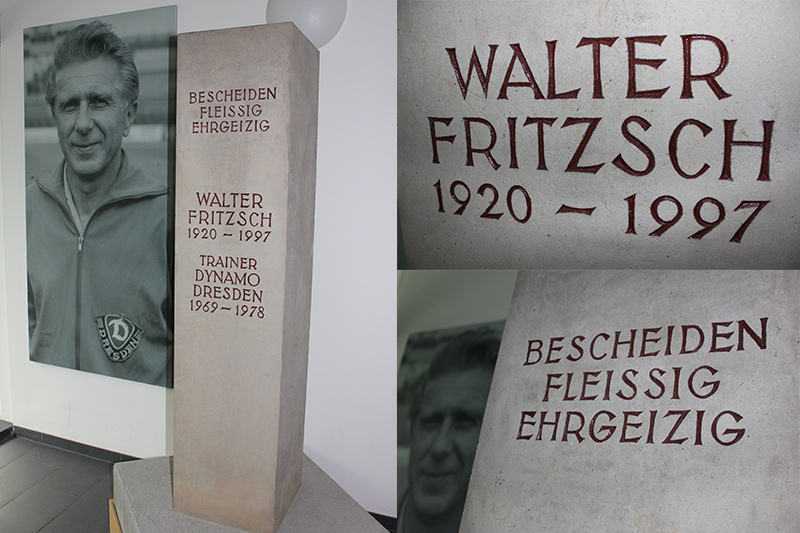 BESCHEIDEN
FLEISSIG
EHRGEIZIG
WALTER
FRITZSCH
1920 – 1997
TRAINER
DYNAMO
DRESDEN
1969 – 1978
D
DRESDEN
WALTER
FRITZSCH
1920 – 1997
BESCHEIDEN
FLEISSIG
EHRGEIZIG